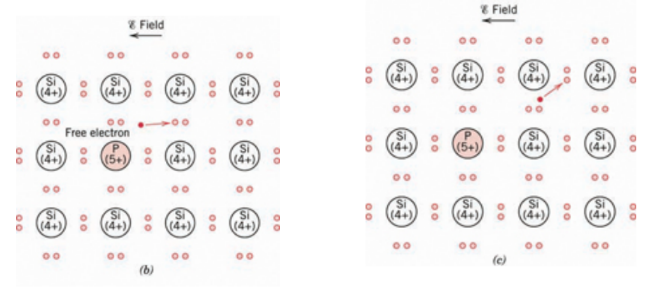 ℰ Field
Si (4+) Si (4+) Si (4+) Si (4+)
Free electron
Si (4+) P (5+) Si (4+) Si (4+)
Si (4+) Si (4+) Si (4+) Si (4+)
(b)
ℰ Field
Si (4+) Si (4+) Si (4+) Si (4+)
Si (4+) P (5+) Si (4+) Si (4+)
Si (4+) Si (4+) Si (4+) Si (4+)
(c)